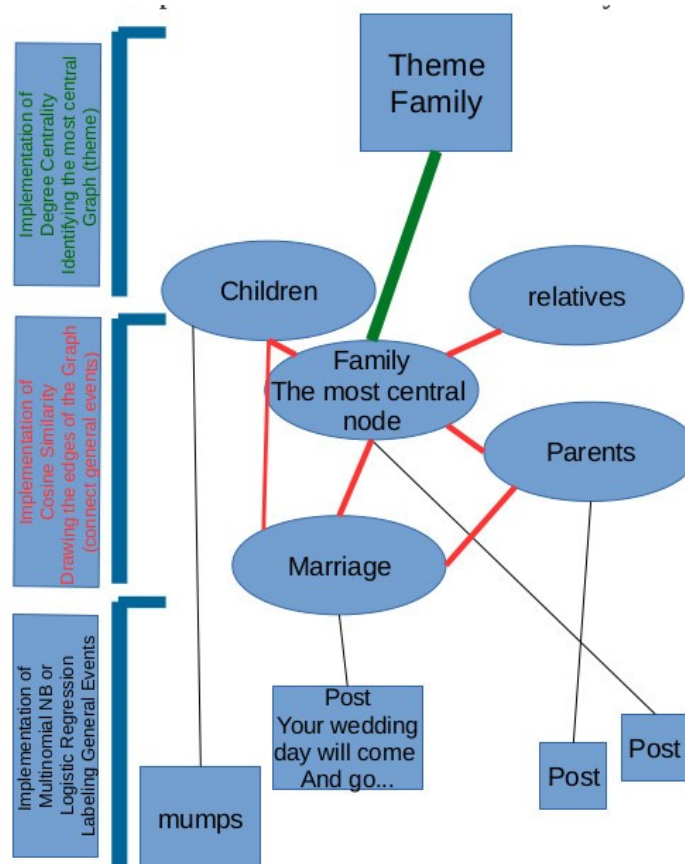 Theme
Family
Implementation of
Degree Centrality
Identifying the most central
Graph (theme)
Children
relatives
Family
The most central
node
Parents
Implementation of
Cosine Similarity
Drawing the edges of the Graph
(connect general events)
Marriage
Implementation of
Multinomial NB or
Logistic Regression
Labeling General Events
Post
Your wedding
day will come
And go...
Post
Post
mumps